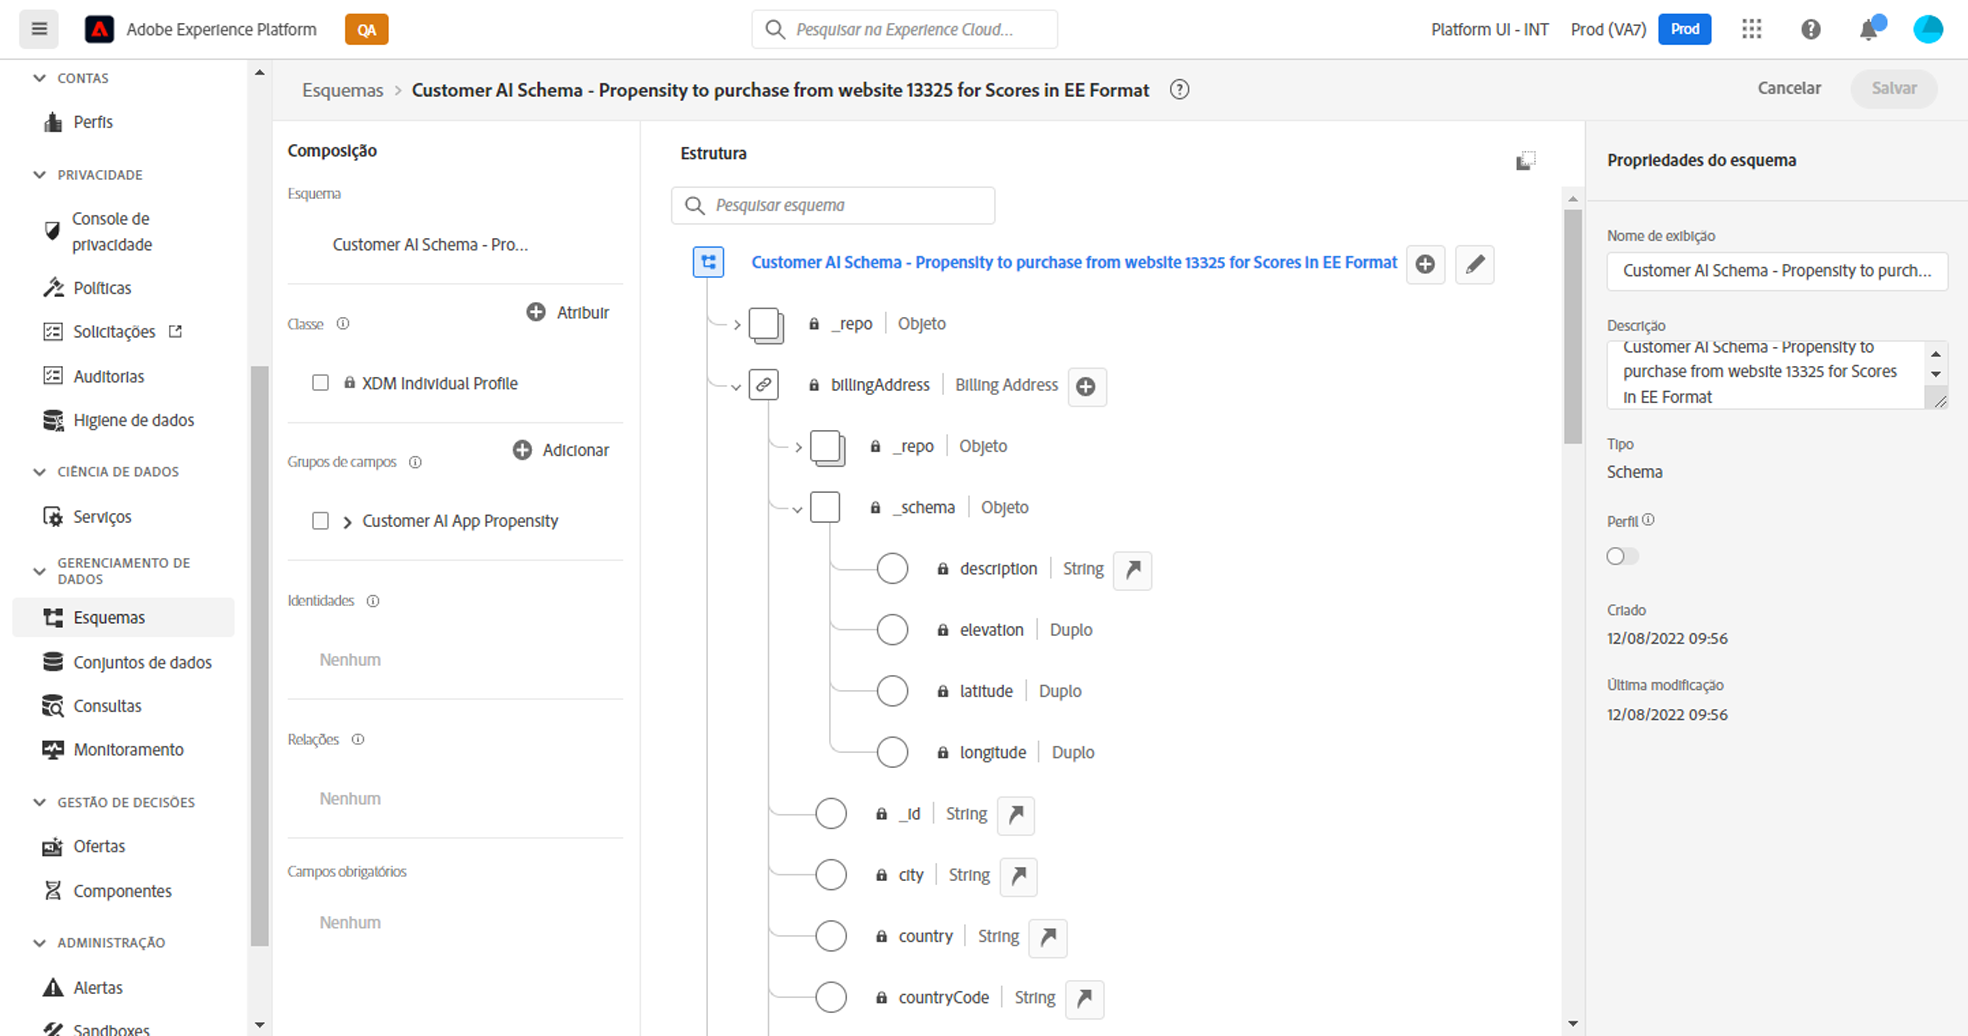 Adobe Experience Platform
QA
Pesquisar na Experience Cloud...
Platform UI - INT
Prod (VA7)
Prod
CONTAS
Perfis
PRIVACIDADE
Console de
privacidade
Políticas
Solicitações
Auditorias
Higiene de dados
CIÊNCIA DE DADOS
Serviços
GERENCIAMENTO DE
DADOS
Esquemas
Conjuntos de dados
Consultas
Monitoramento
GESTÃO DE DECISÕES
Ofertas
Componentes
ADMINISTRAÇÃO
Alertas
Sandboxes
Esquemas > Customer AI Schema - Propensity to purchase from website 13325 for Scores in EE Format
Cancelar
Salvar
Composição
Esquema
Customer AI Schema - Pro...
Classe
Atribuir
XDM Individual Profile
Grupos de campos
Adicionar
Customer AI App Propensity
Identidades
Nenhum
Relações
Nenhum
Campos obrigatórios
Nenhum
Estrutura
Pesquisar esquema
Customer AI Schema - Propensity to purchase from website 13325 for Scores in EE Format
_repo | Objeto
billingAddress | Billing Address
_repo | Objeto
_schema | Objeto
description | String
elevation | Duplo
latitude | Duplo
longitude | Duplo
_id | String
city | String
country | String
countryCode | String
Propriedades do esquema
Nome de exibição
Customer AI Schema - Propensity to purch...
Descrição
Customer AI Schema - Propensity to
purchase from website 13325 for Scores
in EE Format
Tipo
Schema
Perfil
Criado
12/08/2022 09:56
Última modificação
12/08/2022 09:56